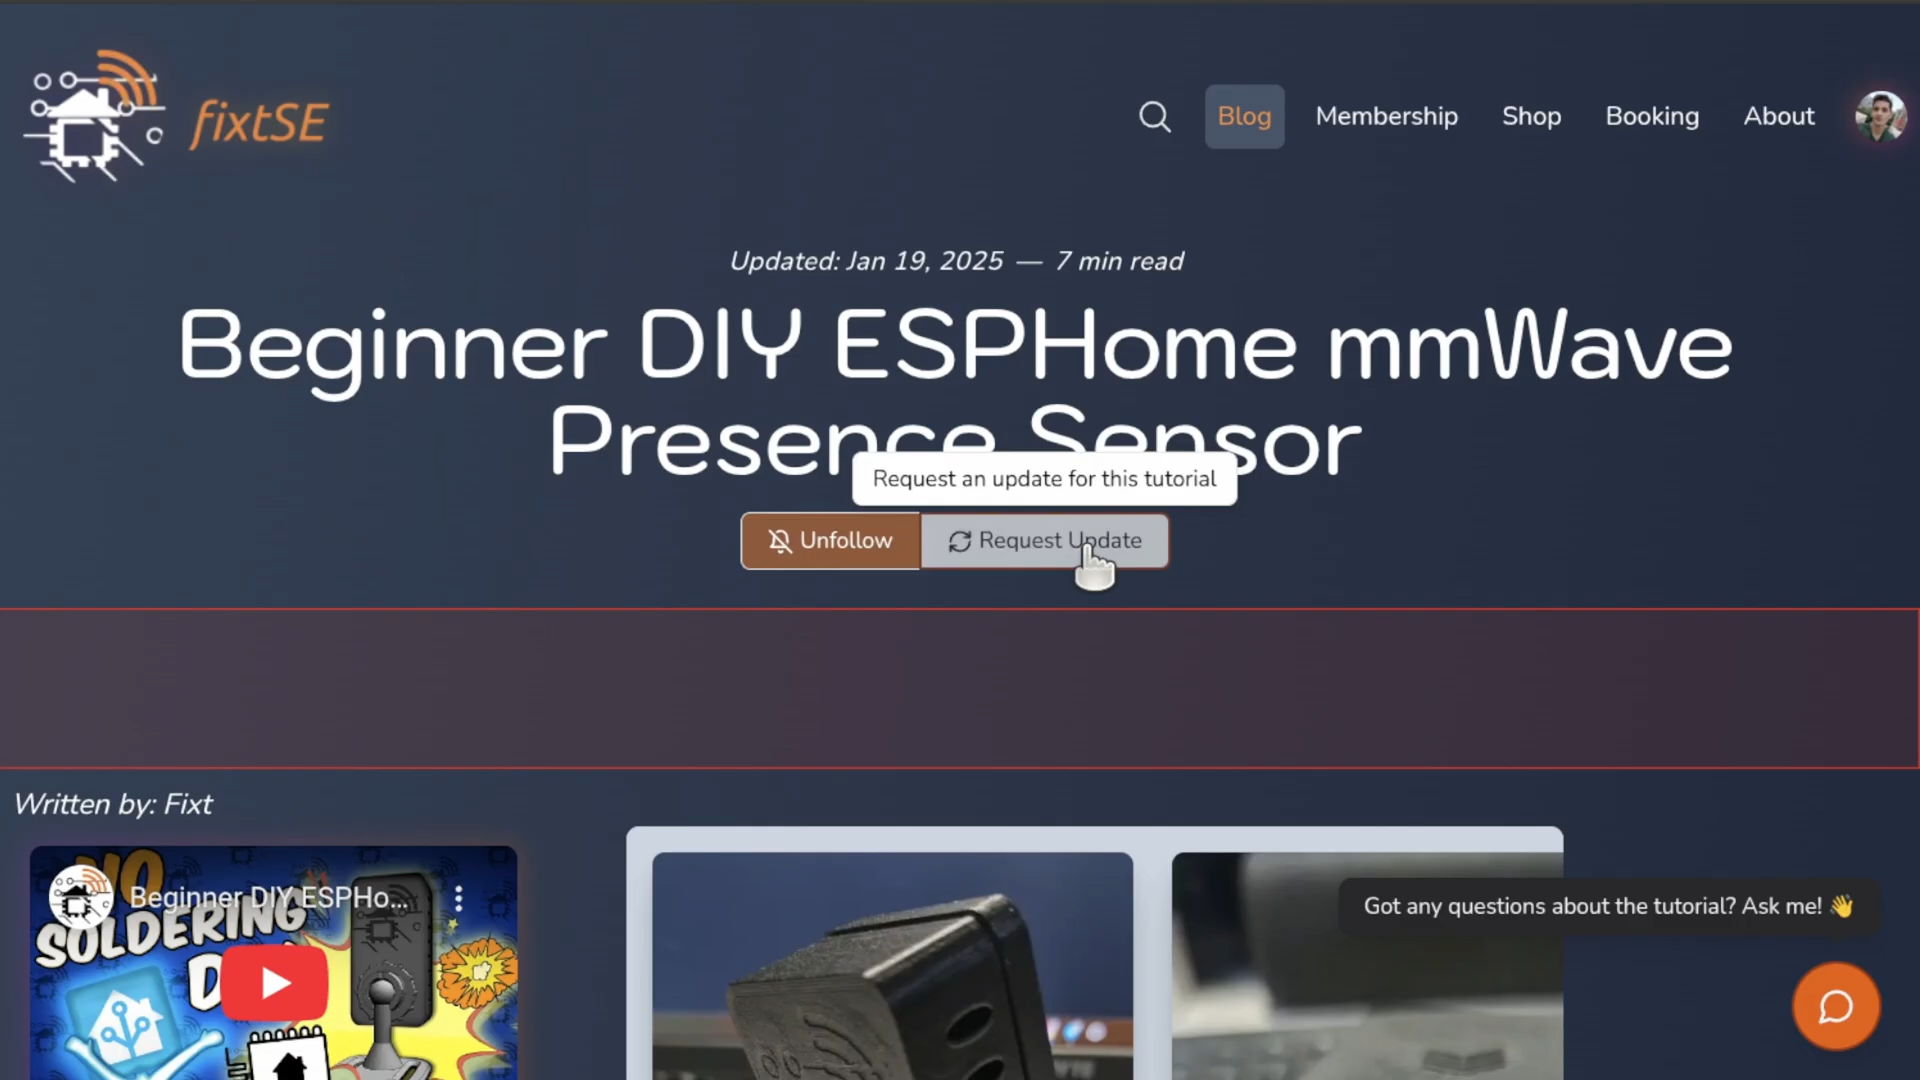 fixtSE
Blog
Membership
Shop
Booking
About
Updated: Jan 19, 2025 — 7 min read
Beginner DIY ESPHome mmWave
Presence Sensor
Request an update for this tutorial
Unfollow
Request Update
Written by: Fixt
Beginner DIY ESPHo...
NO
SOLDERING
Got any questions about the tutorial? Ask me! 👋